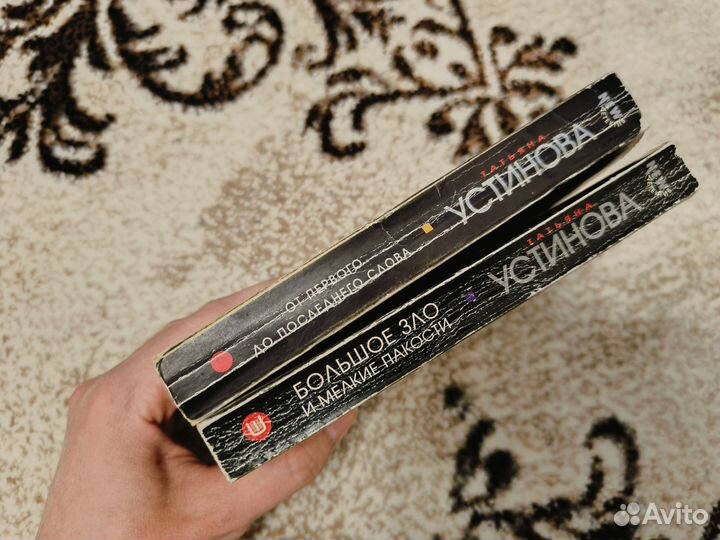 ТАТЬЯНА
УСТИНОВА
ОТ ПЕРВОГО
ДО ПОСЛЕДНЕГО СЛОВА
ТАТЬЯНА
УСТИНОВА
БОЛЬШОЕ ЗЛО
И МЕЛКИЕ ПАКОСТИ
Avito